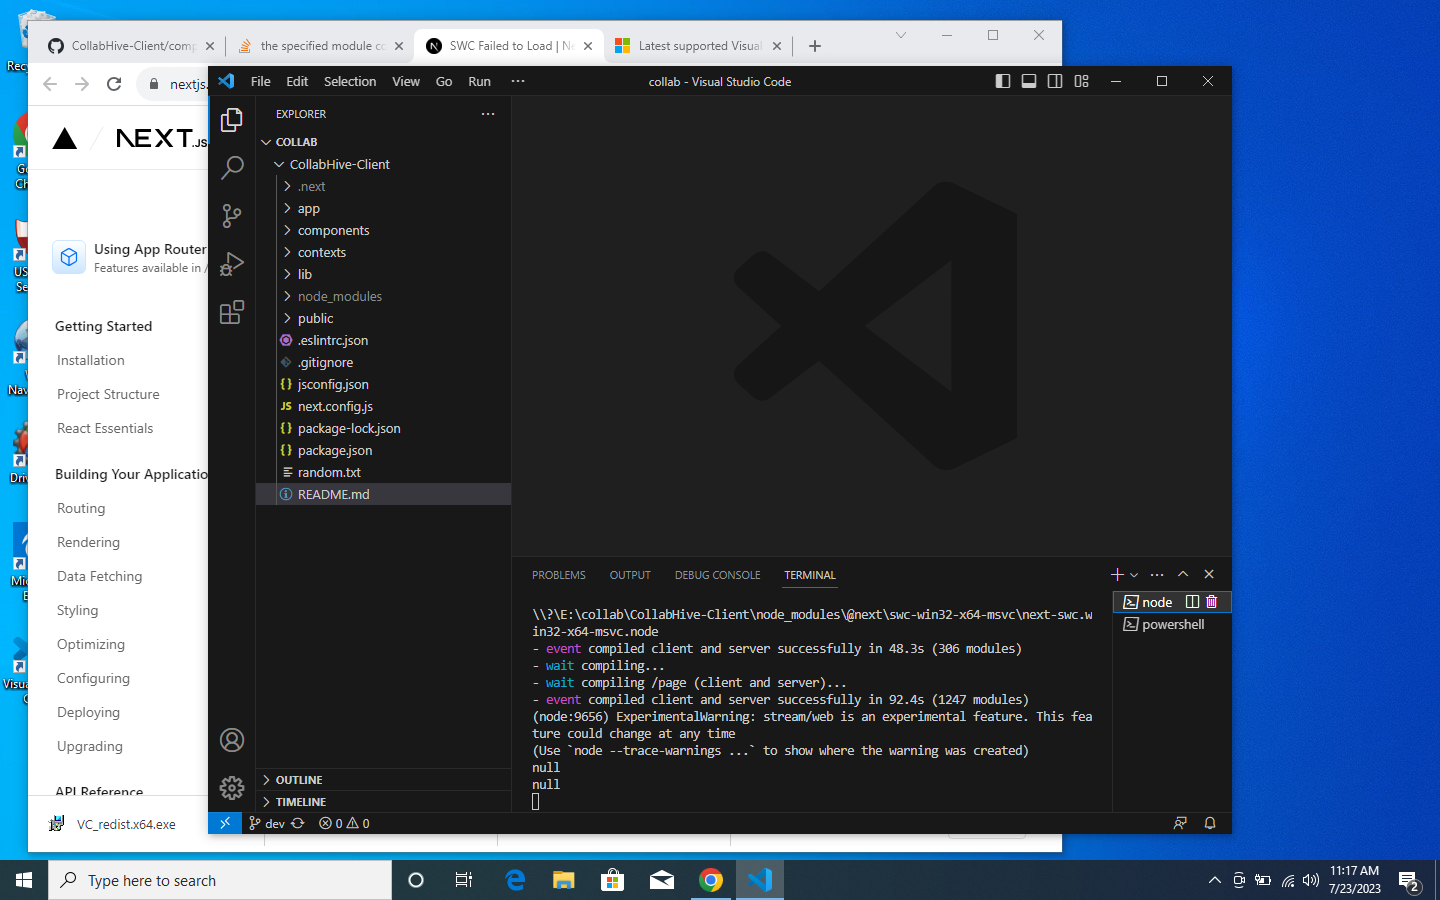 CollabHive-Client/comp
the specified module co
SWC Failed to Load | Ne
Latest supported Visual
nextjs.
NEXT.JS
Using App Router
Features available in /
Getting Started
Installation
Project Structure
React Essentials
Building Your Application
Routing
Rendering
Data Fetching
Styling
Optimizing
Configuring
Deploying
Upgrading
API Reference
VC_redist.x64.exe
File Edit Selection View Go Run ···
collab - Visual Studio Code
EXPLORER
COLLAB
CollabHive-Client
.next
app
components
contexts
lib
node_modules
public
.eslintrc.json
.gitignore
{} jsconfig.json
JS next.config.js
{} package-lock.json
{} package.json
random.txt
README.md
OUTLINE
TIMELINE
PROBLEMS OUTPUT DEBUG CONSOLE TERMINAL
\\?\E:\collab\CollabHive-Client\node_modules\@next\swc-win32-x64-msvc\next-swc.w
in32-x64-msvc.node
- event compiled client and server successfully in 48.3s (306 modules)
- wait compiling...
- wait compiling /page (client and server)...
- event compiled client and server successfully in 92.4s (1247 modules)
(node:9656) ExperimentalWarning: stream/web is an experimental feature. This fea
ture could change at any time
(Use `node --trace-warnings ...` to show where the warning was created)
null
null
node
powershell
dev
0 0
Type here to search
11:17 AM
7/23/2023
2